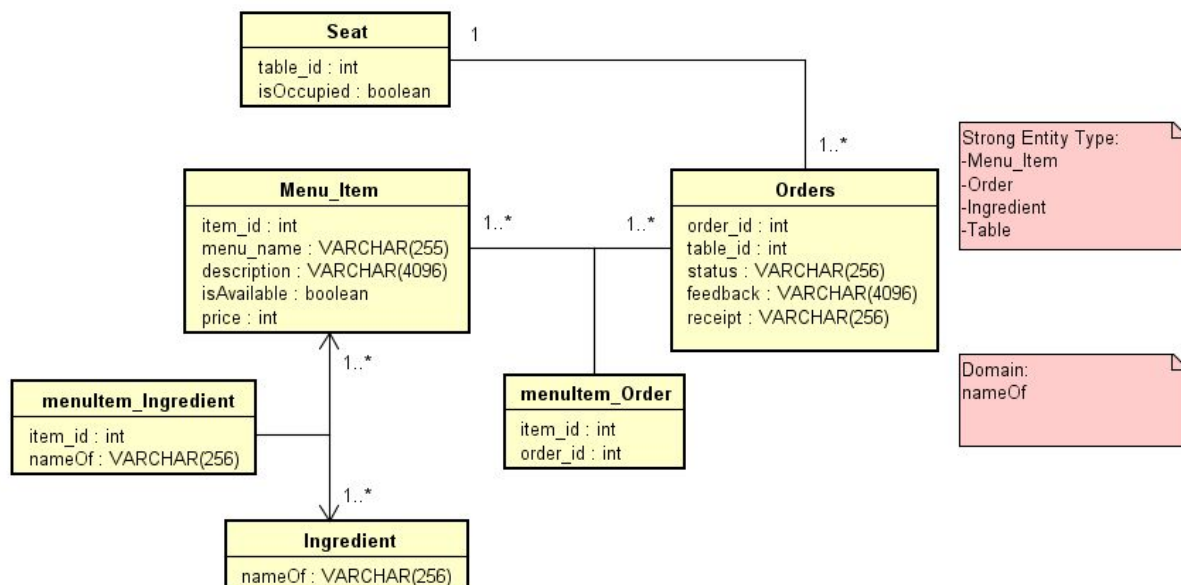 Seat
table_id : int
isOccupied : boolean
1
1..*
Menu_Item
item_id : int
menu_name : VARCHAR(255)
description : VARCHAR(4096)
isAvailable : boolean
price : int
1..*
1..*
Orders
order_id : int
table_id : int
status : VARCHAR(256)
feedback : VARCHAR(4096)
receipt : VARCHAR(256)
Strong Entity Type:
-Menu_Item
-Order
-Ingredient
-Table
1..*
menuItem_Ingredient
item_id : int
nameOf : VARCHAR(256)
menuItem_Order
item_id : int
order_id : int
Domain:
nameOf
1..*
Ingredient
nameOf : VARCHAR(256)